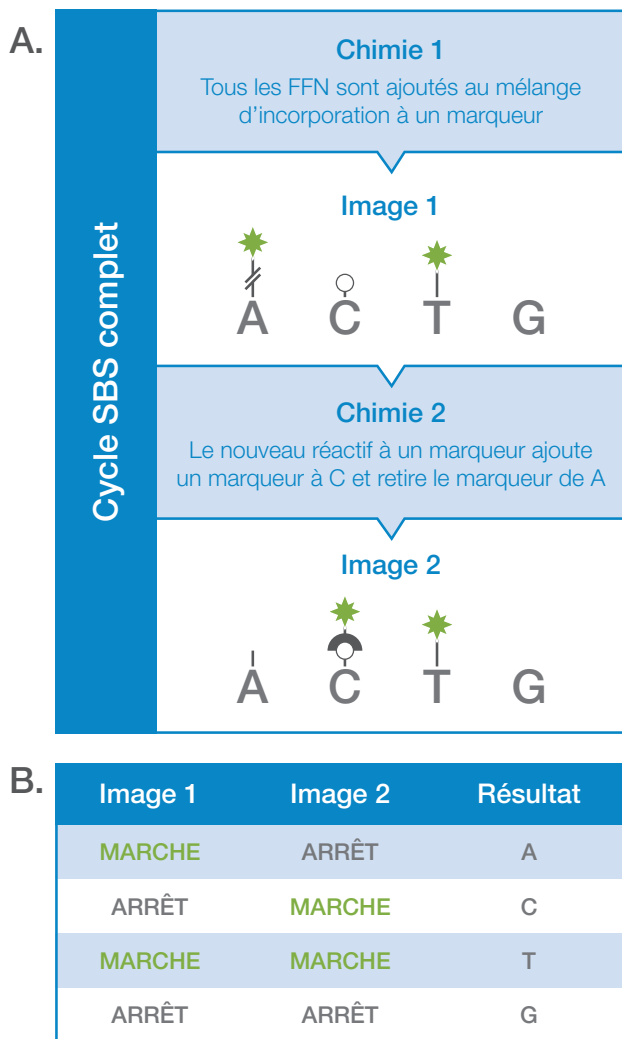 A.
Cycle SBS complet
Chimie 1
Tous les FFN sont ajoutés au mélange
d'incorporation à un marqueur
Image 1
A C T G
Chimie 2
Le nouveau réactif à un marqueur ajoute
un marqueur à C et retire le marqueur de A
Image 2
A C T G
B.
Image 1 Image 2 Résultat
MARCHE ARRÊT A
ARRÊT MARCHE C
MARCHE MARCHE T
ARRÊT ARRÊT G